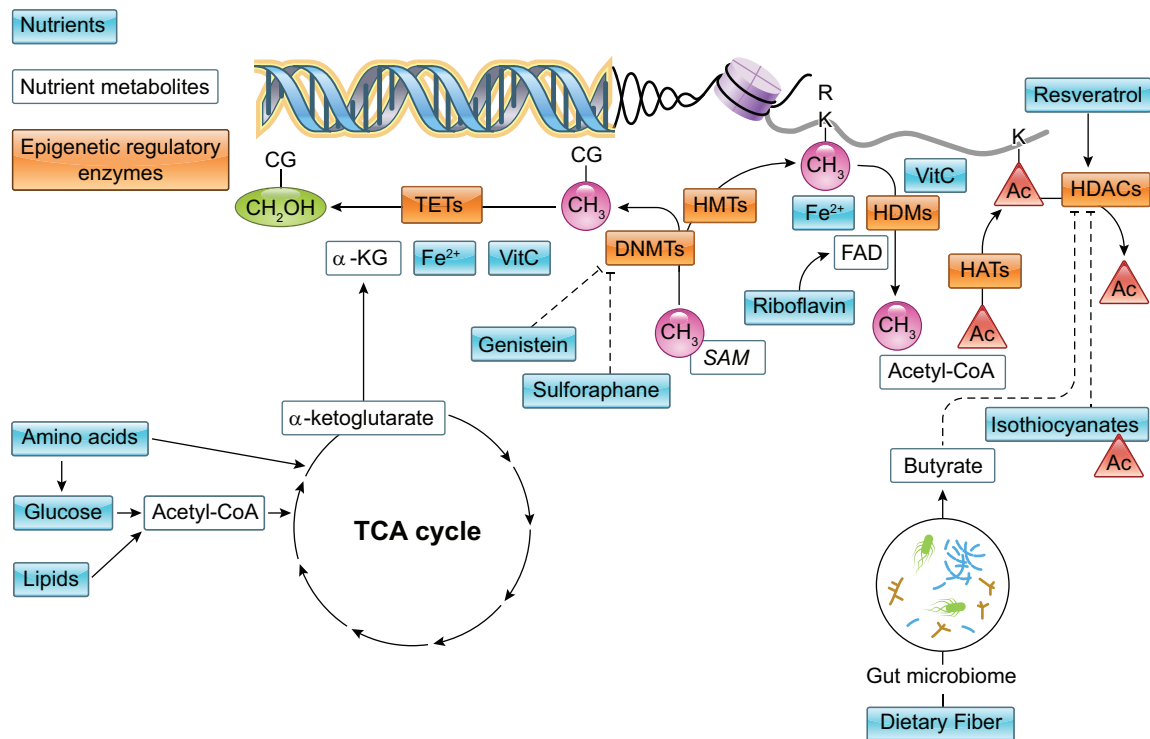 Nutrients
Nutrient metabolites
Epigenetic regulatory
enzymes
R
K
K
Resveratrol
CG
CG
CH₂OH
TETs
CH₃
HMTs
CH₃
VitC
Ac
HDACs
α-KG
Fe²⁺
VitC
DNMTs
Fe²⁺
HDMs
FAD
HATs
Ac
Riboflavin
Genistein
CH₃
SAM
CH₃
Ac
Acetyl-CoA
Sulforaphane
α-ketoglutarate
Amino acids
Isothiocyanates
Ac
Butyrate
Glucose
Acetyl-CoA
TCA cycle
Lipids
Gut microbiome
Dietary Fiber